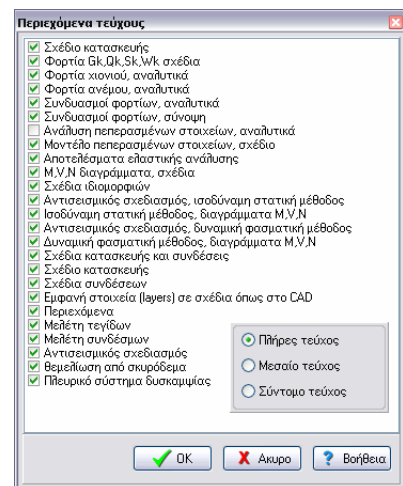 Περιεχόμενα τεύχους
Σχέδιο κατασκευής
Φορτία Gk,Qk,Sk,Wk σχέδια
Φορτία χιονιού, αναλυτικά
Φορτία ανέμου, αναλυτικά
Συνδυασμοί φορτίων, αναλυτικά
Συνδυασμοί φορτίων, σύνοψη
Ανάλυση πεπερασμένων στοιχείων, αναλυτικά
Μοντέλο πεπερασμένων στοιχείων, σχέδιο
Αποτελέσματα ελαστικής ανάλυσης
M,V,N διαγράμματα, σχέδια
Σχέδια ιδιομορφιών
Αντισεισμικός σχεδιασμός, ισοδύναμη στατική μέθοδος
Ισοδύναμη στατική μέθοδος, διαγράμματα M,V,N
Αντισεισμικός σχεδιασμός, δυναμική φασματική μέθοδος
Δυναμική φασματική μέθοδος, διαγράμματα M,V,N
Σχέδια κατασκευής και συνδέσεις
Σχέδιο κατασκευής
Σχέδια συνδέσεων
Εμφανή στοιχεία (layers) σε σχέδια όπως στο CAD
Περιεχόμενα
Μελέτη τεγίδων
Μελέτη συνδέσμων
Αντισεισμικός σχεδιασμός
Θεμελίωση από σκυρόδεμα
Πλευρικό σύστημα δυσκαμψίας
Πλήρες τεύχος
Μεσαίο τεύχος
Σύντομο τεύχος
OK Ακυρο Βοήθεια